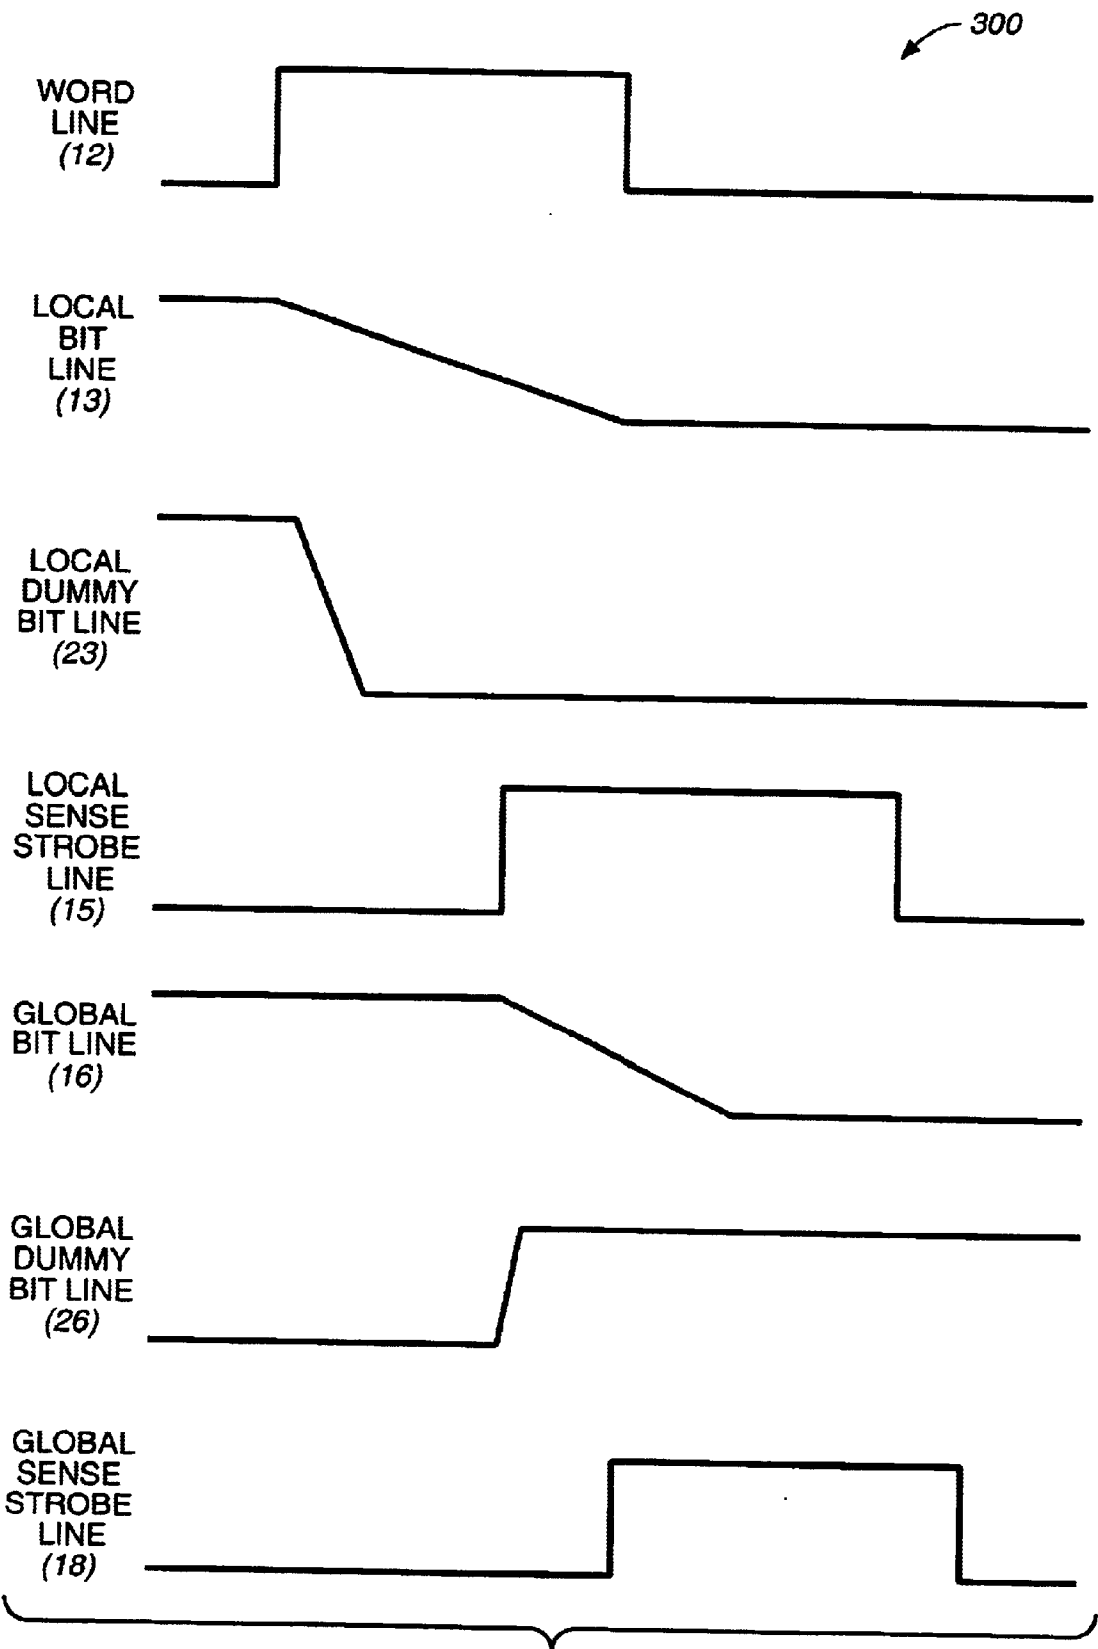 300
WORD
LINE
(12)
LOCAL
BIT
LINE
(13)
LOCAL
DUMMY
BIT LINE
(23)
LOCAL
SENSE
STROBE
LINE
(15)
GLOBAL
BIT LINE
(16)
GLOBAL
DUMMY
BIT LINE
(26)
GLOBAL
SENSE
STROBE
LINE
(18)